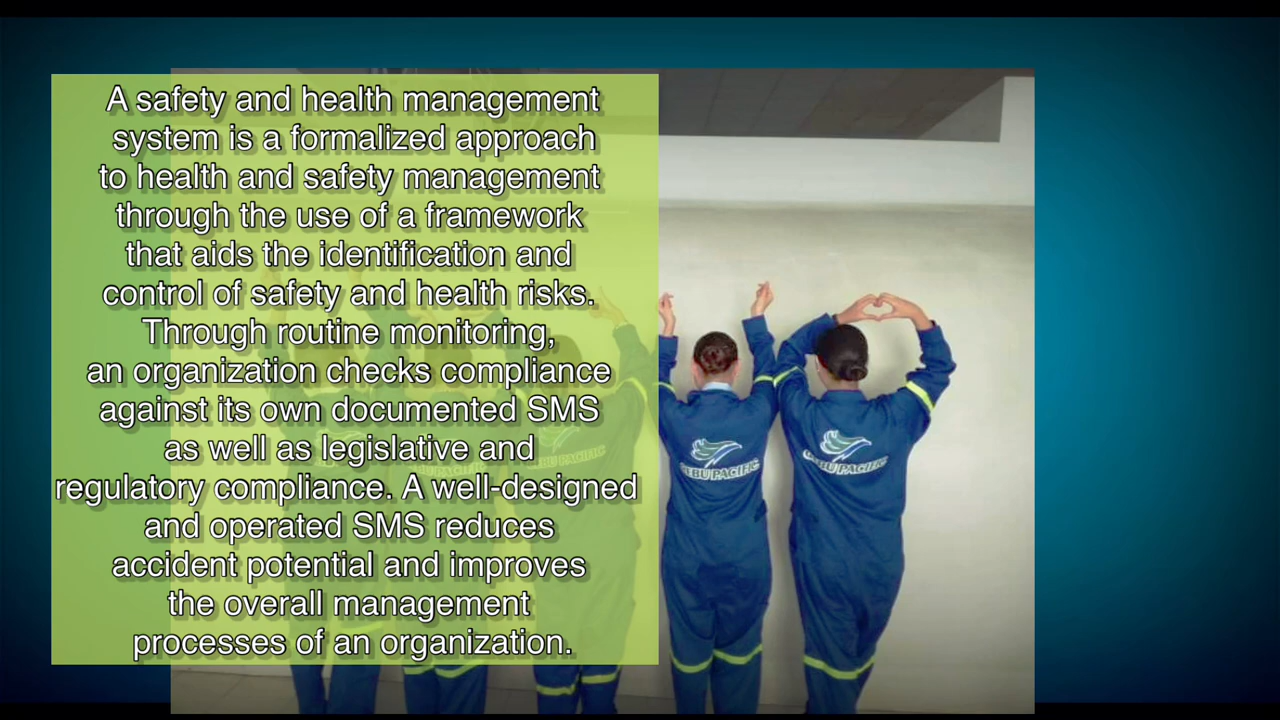 A safety and health management
system is a formalized approach
to health and safety management
through the use of a framework
that aids the identification and
control of safety and health risks.
Through routine monitoring,
an organization checks compliance
against its own documented SMS
as well as legislative and
regulatory compliance. A well-designed
and operated SMS reduces
accident potential and improves
the overall management
processes of an organization.
CEBU PACIFIC
CEBU PACIFIC